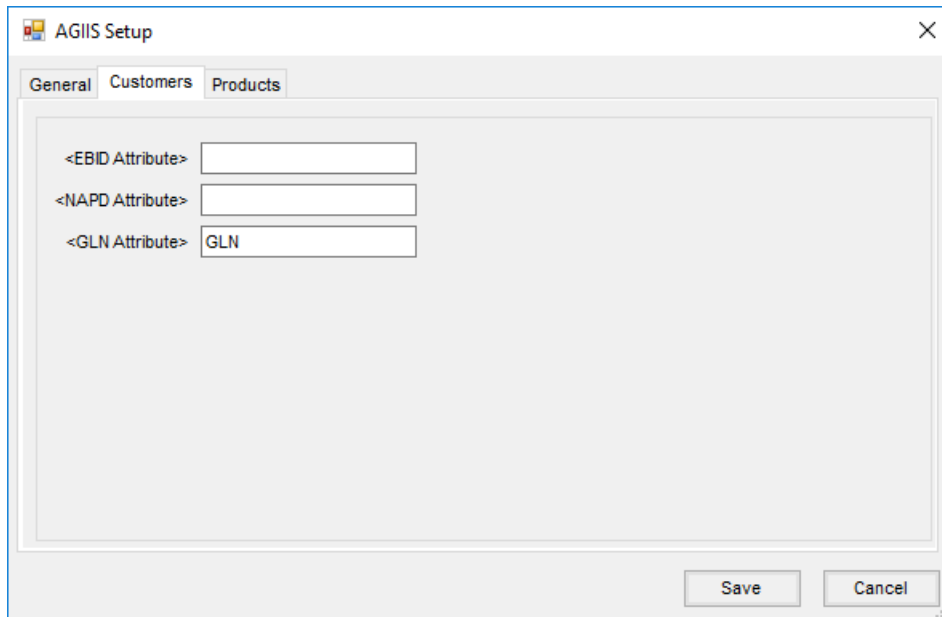 AGIIS Setup
General Customers Products
<EBID Attribute>
<NAPD Attribute>
<GLN Attribute> GLN
Save Cancel